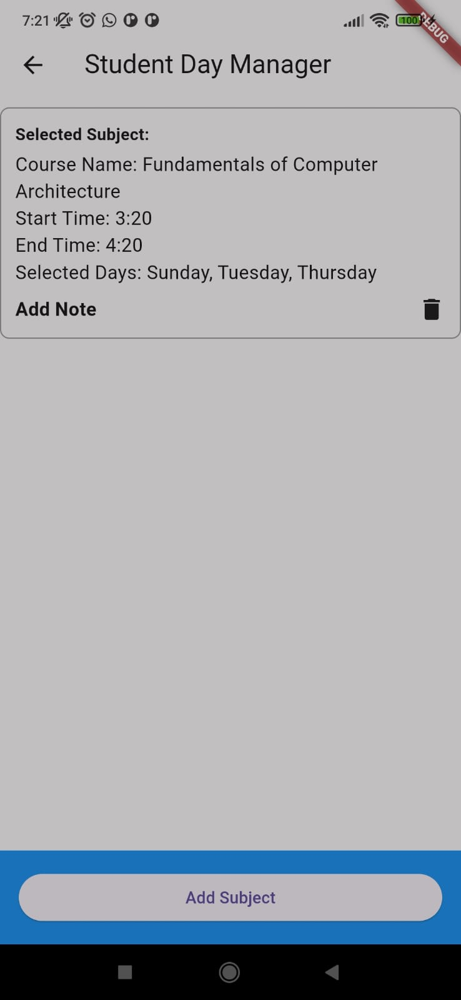 7:21
100
DEBUG
Student Day Manager
Selected Subject:
Course Name: Fundamentals of Computer
Architecture
Start Time: 3:20
End Time: 4:20
Selected Days: Sunday, Tuesday, Thursday
Add Note
Add Subject